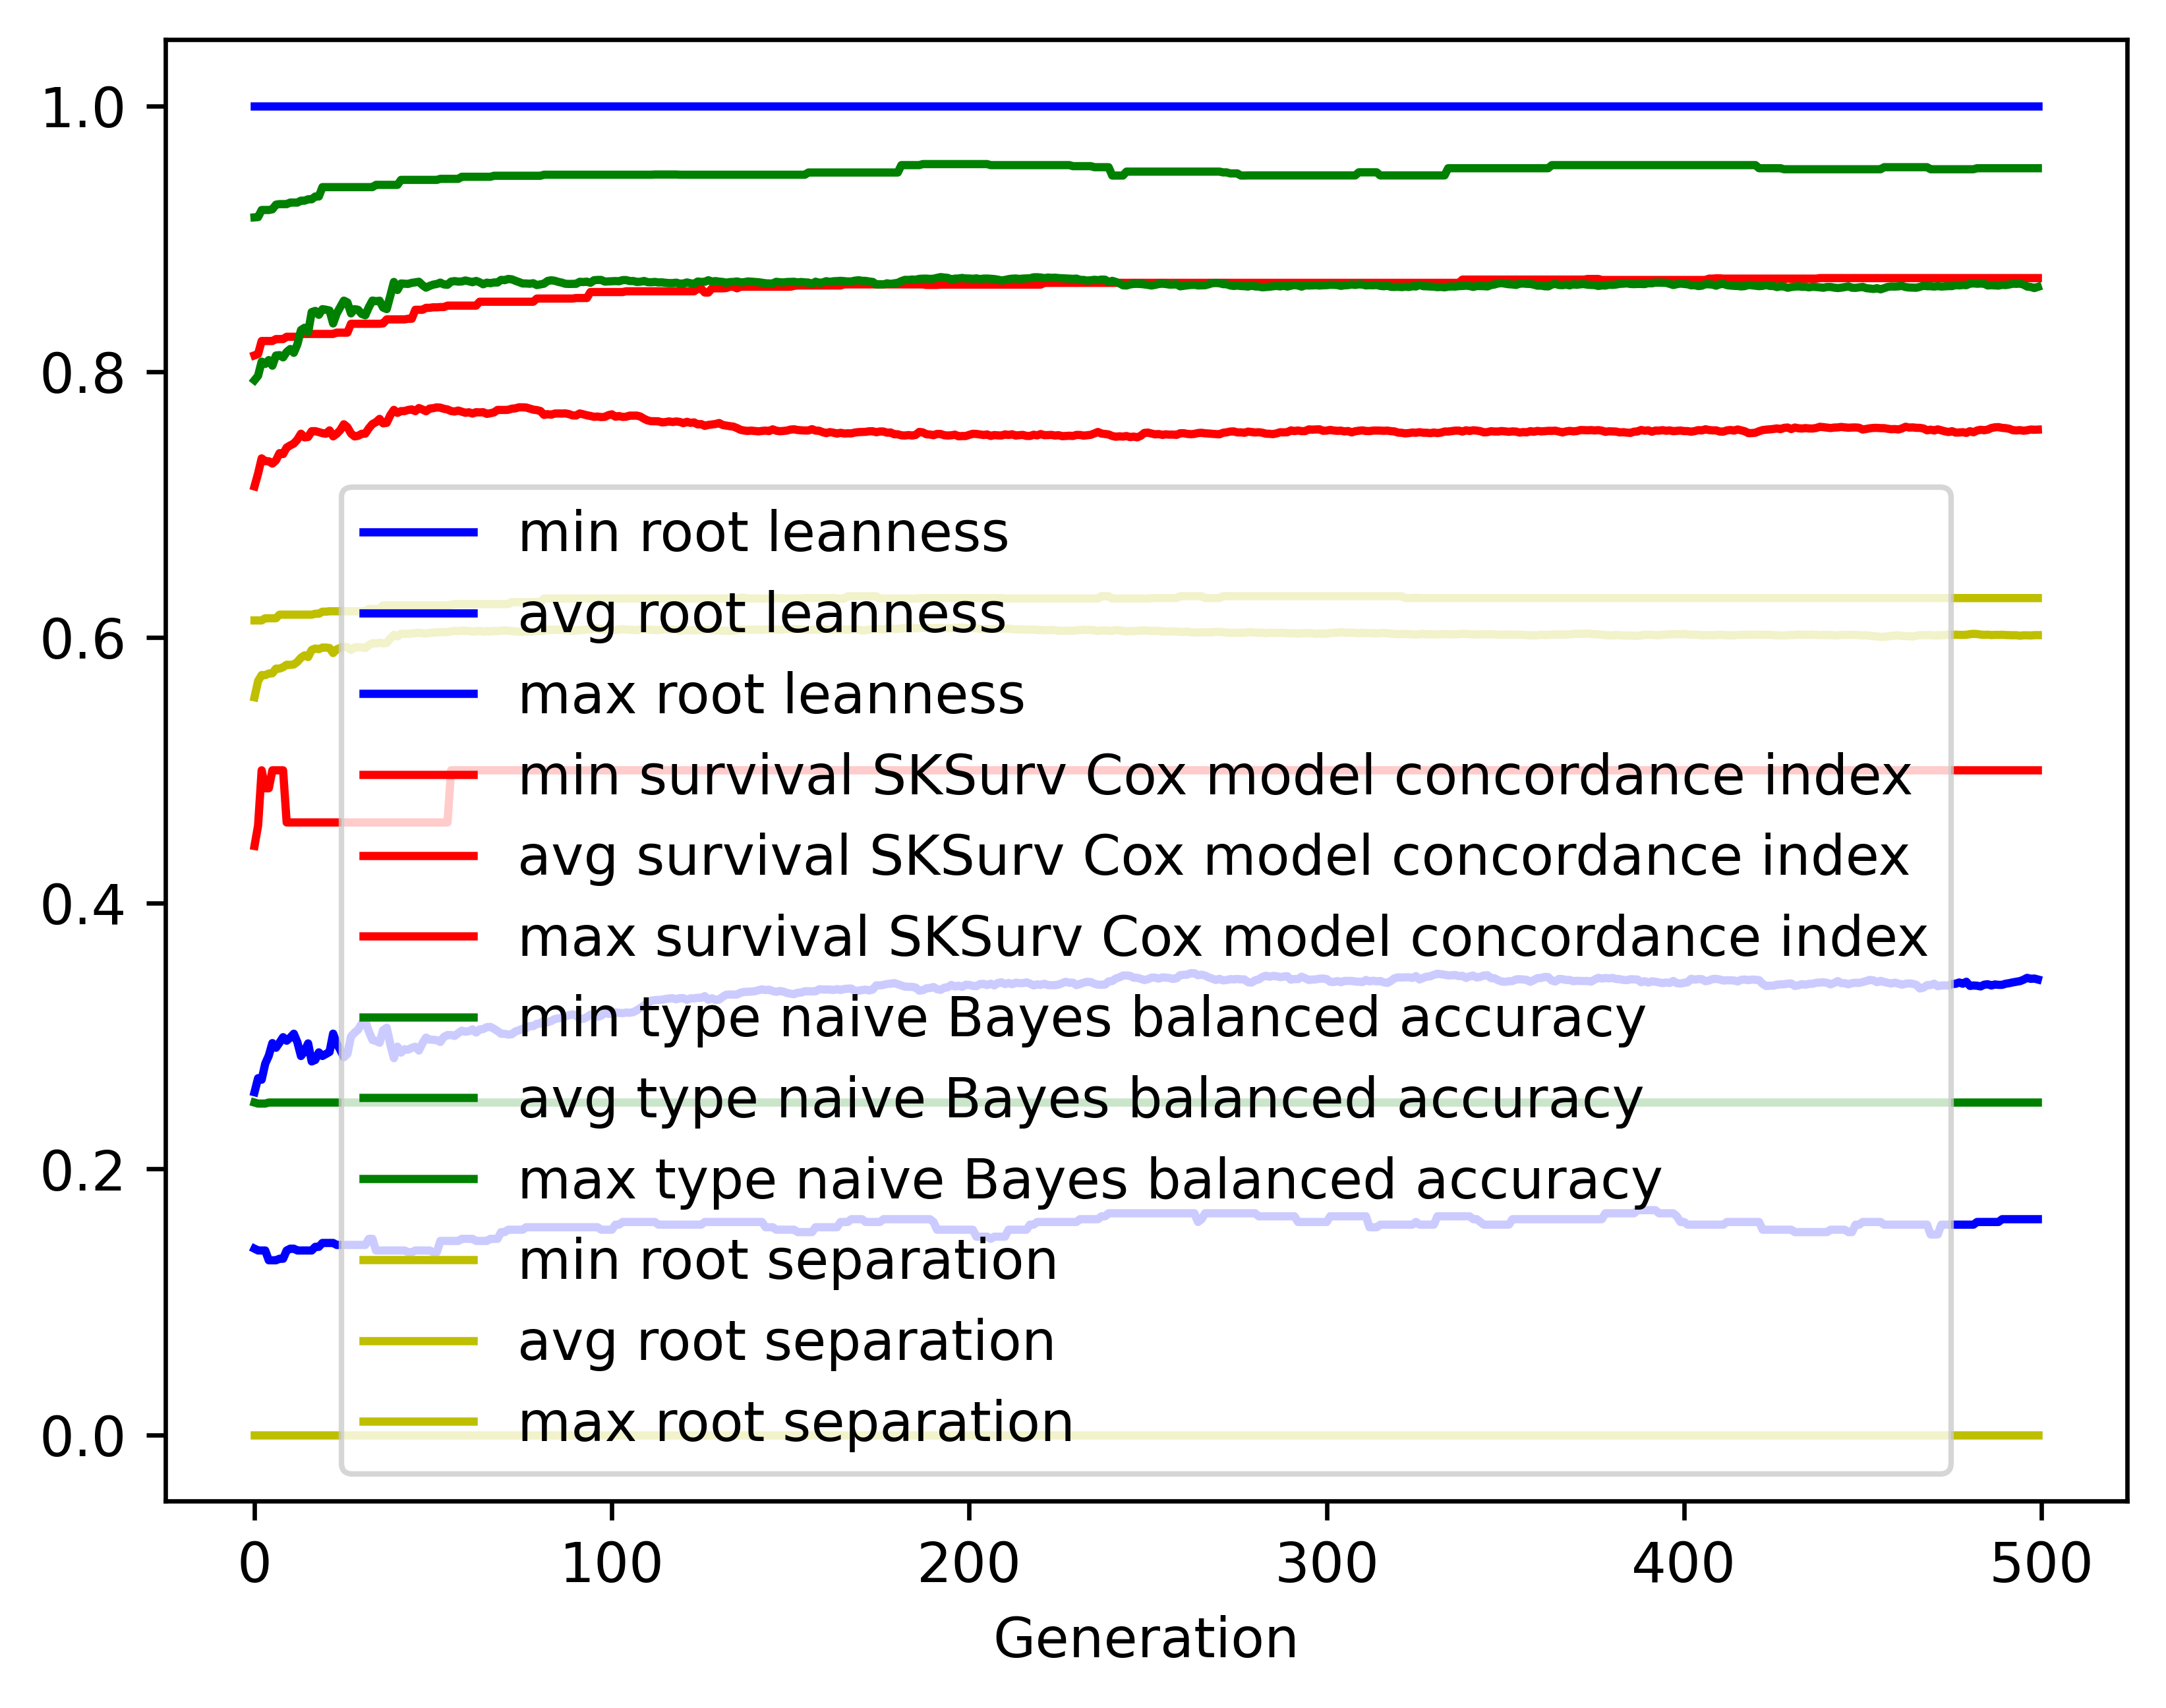 1.0
0.8
0.6
0.4
0.2
0.0
min root leanness
avg root leanness
max root leanness
min survival SKSurv Cox model concordance index
avg survival SKSurv Cox model concordance index
max survival SKSurv Cox model concordance index
min type naive Bayes balanced accuracy
avg type naive Bayes balanced accuracy
max type naive Bayes balanced accuracy
min root separation
avg root separation
max root separation
0 100 200 300 400 500
Generation